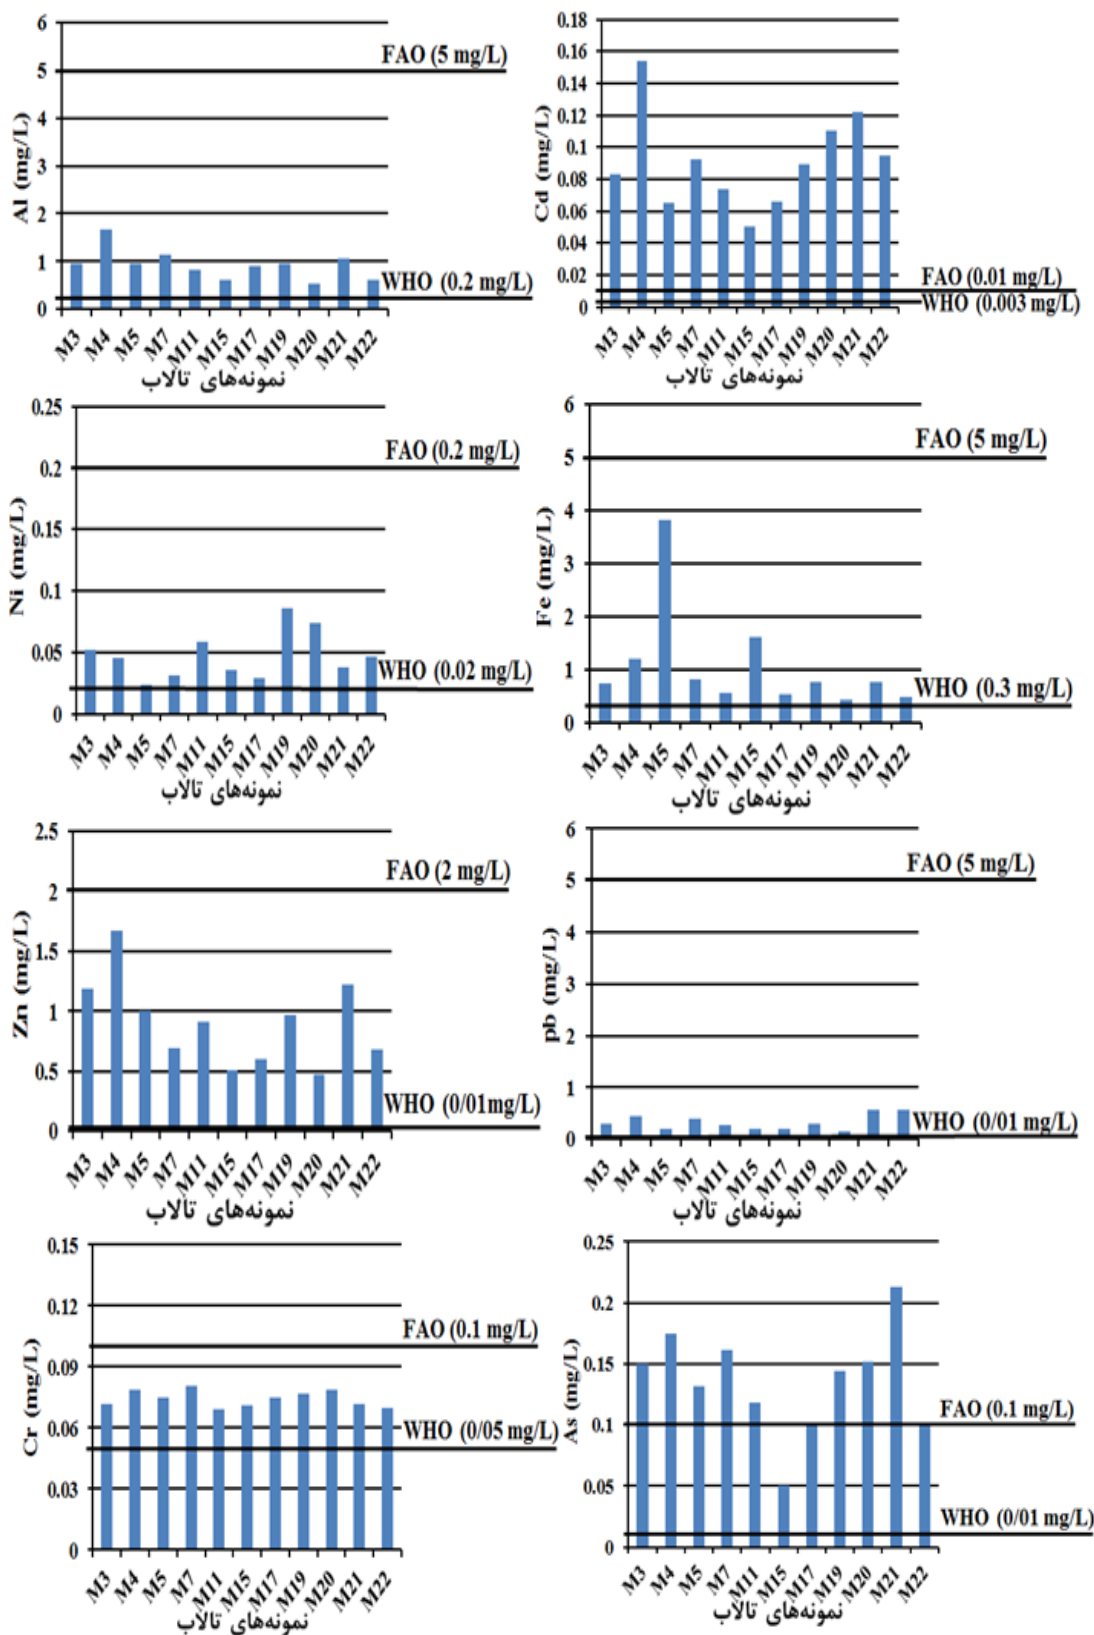 Al (mg/L)
6
5
4
3
2
1
0
FAO (5 mg/L)
WHO (0.2 mg/L)
M3 M4 M5 M7 M11 M15 M17 M19 M20 M21 M22
نمونه‌های تالاب
Cd (mg/L)
0.18
0.16
0.14
0.12
0.1
0.08
0.06
0.04
0.02
0
FAO (0.01 mg/L)
WHO (0.003 mg/L)
M3 M4 M5 M7 M11 M15 M17 M19 M20 M21 M22
نمونه‌های تالاب
Ni (mg/L)
0.25
0.2
0.15
0.1
0.05
0
FAO (0.2 mg/L)
WHO (0.02 mg/L)
M3 M4 M5 M7 M11 M15 M17 M19 M20 M21 M22
نمونه‌های تالاب
Fe (mg/L)
6
5
4
3
2
1
0
FAO (5 mg/L)
WHO (0.3 mg/L)
M3 M4 M5 M7 M11 M15 M17 M19 M20 M21 M22
نمونه‌های تالاب
Zn (mg/L)
2.5
2
1.5
1
0.5
0
FAO (2 mg/L)
WHO (0/01mg/L)
M3 M4 M5 M7 M11 M15 M17 M19 M20 M21 M22
نمونه‌های تالاب
pb (mg/L)
6
5
4
3
2
1
0
FAO (5 mg/L)
WHO (0/01 mg/L)
M3 M4 M5 M7 M11 M15 M17 M19 M20 M21 M22
نمونه‌های تالاب
Cr (mg/L)
0.15
0.12
0.09
0.06
0.03
0
FAO (0.1 mg/L)
WHO (0/05 mg/L)
M3 M4 M5 M7 M11 M15 M17 M19 M20 M21 M22
نمونه‌های تالاب
As (mg/L)
0.25
0.2
0.15
0.1
0.05
0
FAO (0.1 mg/L)
WHO (0/01 mg/L)
M3 M4 M5 M7 M11 M15 M17 M19 M20 M21 M22
نمونه‌های تالاب